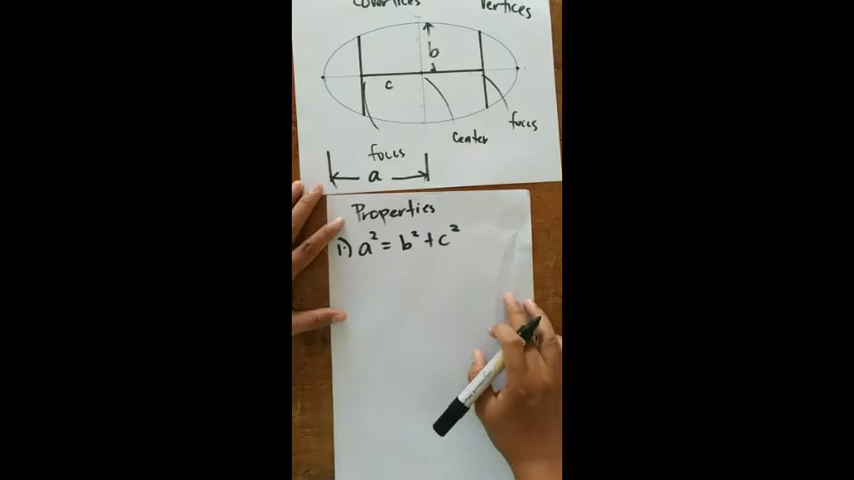 covertices vertices
b
c
focus
center
focus
a
Properties
1.) a² = b² + c²